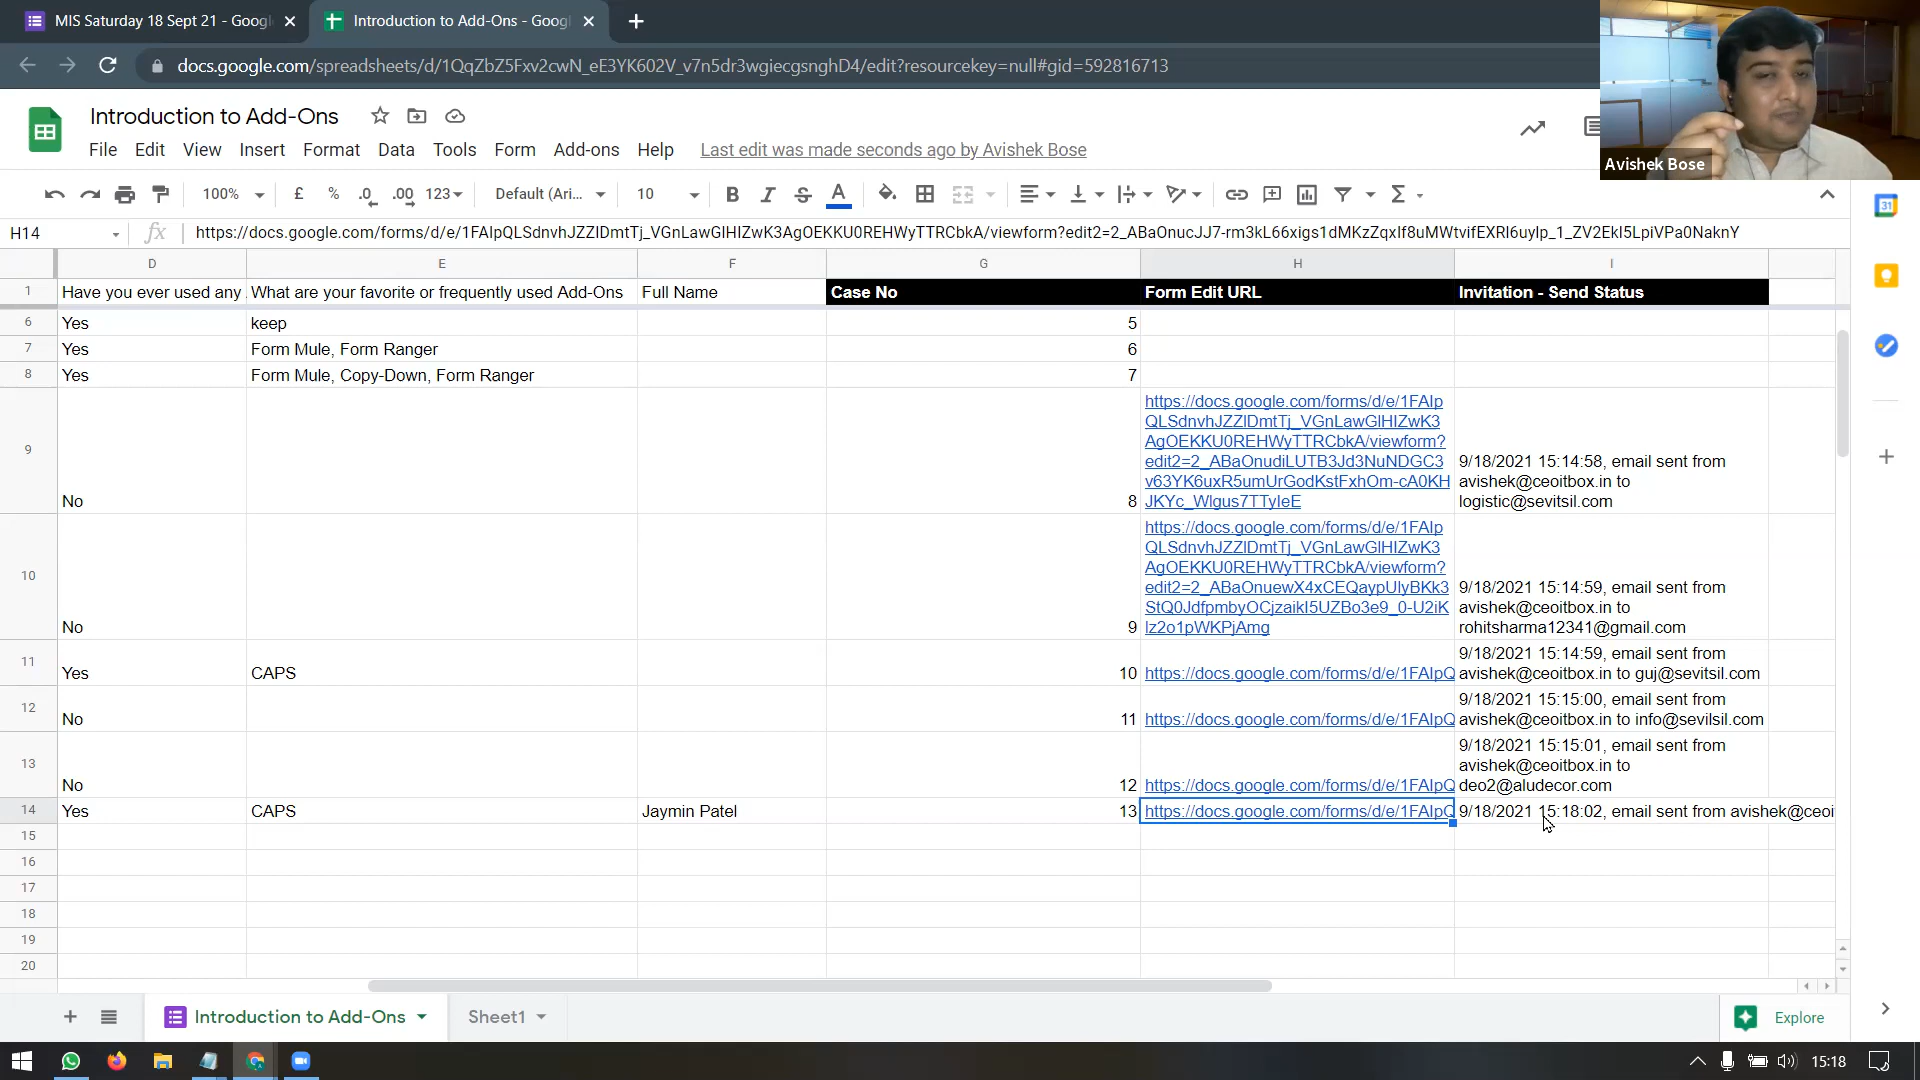 MIS Saturday 18 Sept 21 - Googl
Introduction to Add-Ons - Goog
docs.google.com/spreadsheets/d/1QqZbZ5Fxv2cwN_eE3YK602V_v7n5dr3wgiecgsnghD4/edit?resourcekey=null#gid=592816713
Introduction to Add-Ons
File Edit View Insert Format Data Tools Form Add-ons Help Last edit was made seconds ago by Avishek Bose
Avishek Bose
100% £ % .0 .00 123 Default (Ari... 10 B I S A Σ
31
H14 fx https://docs.google.com/forms/d/e/1FAIpQLSdnvhJZZlDmtTj_VGnLawGlHIZwK3AgOEKKU0REHWyTTRCbkA/viewform?edit2=2_ABaOnucJJ7-rm3kL66xigs1dMKzZqxIf8uMWtvifEXRl6uylp_1_ZV2EkI5LpiVPa0NaknY
D E F G H I
1 Have you ever used any What are your favorite or frequently used Add-Ons Full Name Case No Form Edit URL Invitation - Send Status
6 Yes keep 5
7 Yes Form Mule, Form Ranger 6
8 Yes Form Mule, Copy-Down, Form Ranger 7
https://docs.google.com/forms/d/e/1FAIp
QLSdnvhJZZlDmtTj_VGnLawGlHIZwK3
AgOEKKU0REHWyTTRCbkA/viewform?
edit2=2_ABaOnudiLUTB3Jd3NuNDGC3 9/18/2021 15:14:58, email sent from
v63YK6uxR5umUrGodKstFxhOm-cA0KH avishek@ceoitbox.in to
9 No 8 JKYc_Wlgus7TTyIeE logistic@sevitsil.com
https://docs.google.com/forms/d/e/1FAIp
QLSdnvhJZZlDmtTj_VGnLawGlHIZwK3
AgOEKKU0REHWyTTRCbkA/viewform?
edit2=2_ABaOnuewX4xCEQaypUlyBKk3 9/18/2021 15:14:59, email sent from
StQ0JdfpmbyOCjzaikI5UZBo3e9_0-U2iK avishek@ceoitbox.in to
10 No 9 lz2o1pWKPjAmg rohitsharma12341@gmail.com
9/18/2021 15:14:59, email sent from
11 Yes CAPS 10 https://docs.google.com/forms/d/e/1FAIpQ avishek@ceoitbox.in to guj@sevitsil.com
9/18/2021 15:15:00, email sent from
12 No 11 https://docs.google.com/forms/d/e/1FAIpQ avishek@ceoitbox.in to info@sevilsil.com
9/18/2021 15:15:01, email sent from
avishek@ceoitbox.in to
13 No 12 https://docs.google.com/forms/d/e/1FAIpQ deo2@aludecor.com
14 Yes CAPS Jaymin Patel 13 https://docs.google.com/forms/d/e/1FAIpQ 9/18/2021 15:18:02, email sent from avishek@ceoi
15
16
17
18
19
20
Introduction to Add-Ons Sheet1 Explore
15:18